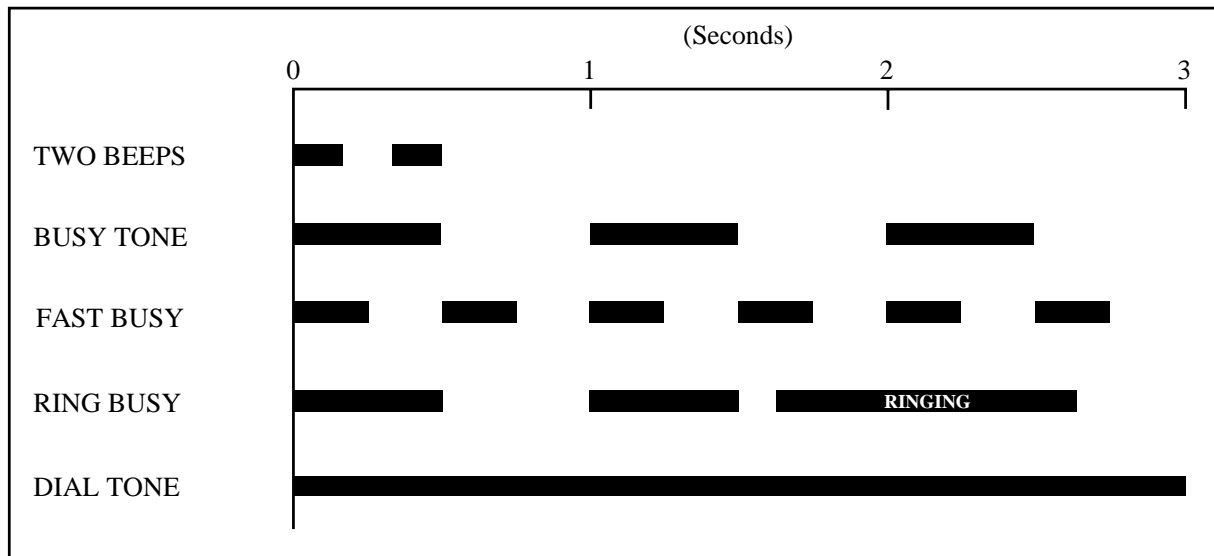 (Seconds)
0 1 2 3
TWO BEEPS
BUSY TONE
FAST BUSY
RING BUSY
RINGING
DIAL TONE